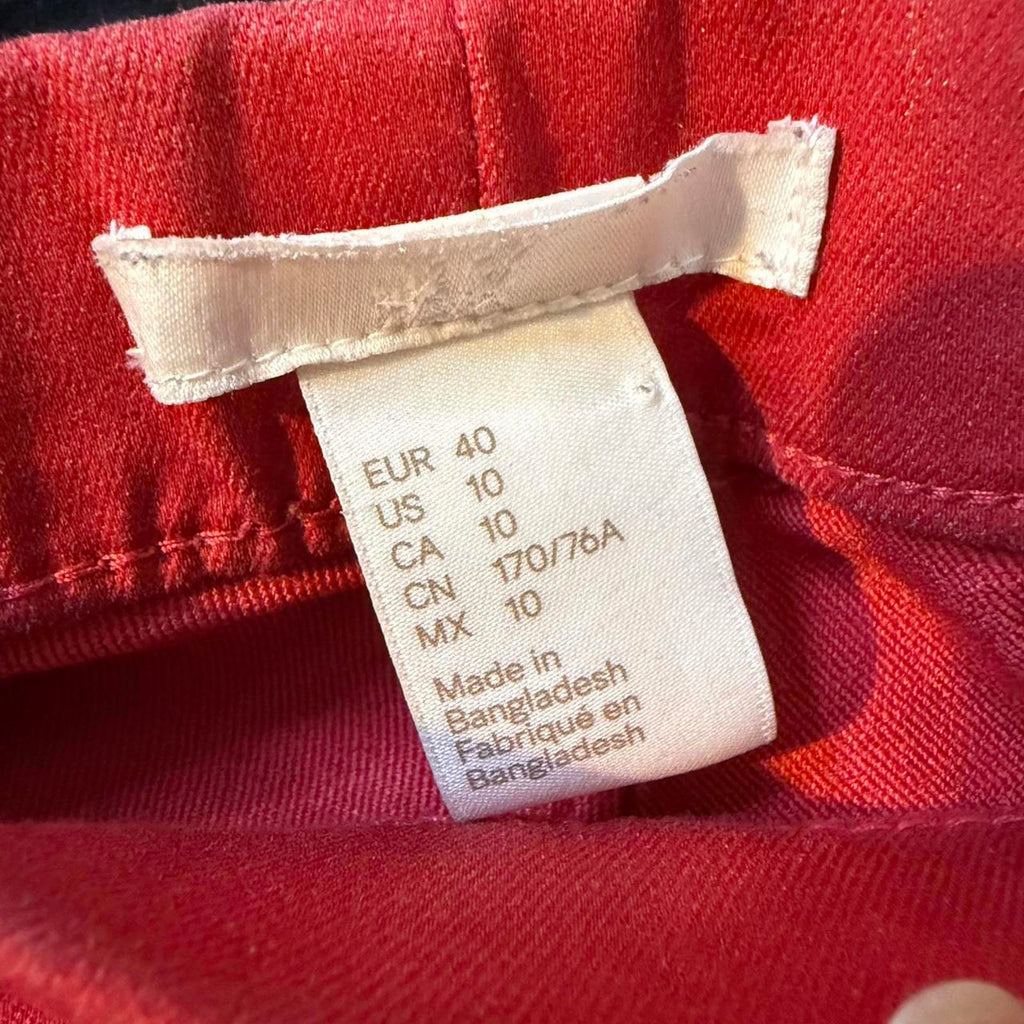 EUR 40
US 10
CA 10
CN 170/76A
MX 10
Made in
Bangladesh
Fabriqué en
Bangladesh